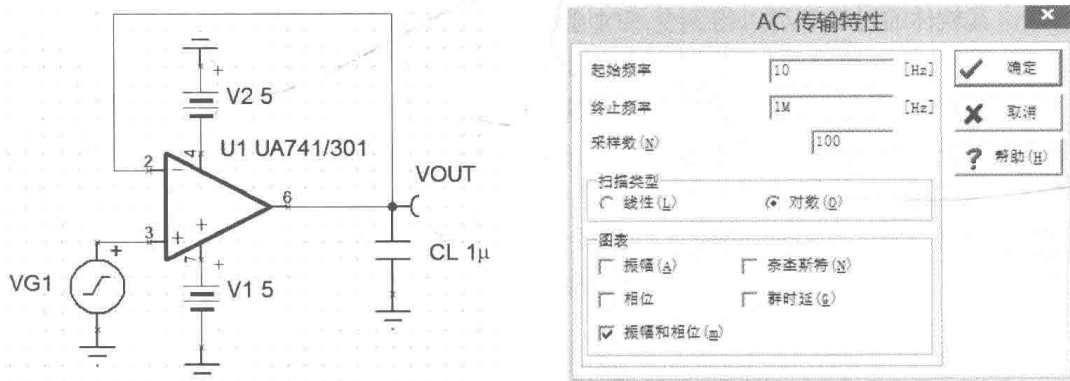 V2 5
4
U1 UA741/301
2
3
6
7
VOUT
CL 1μ
VG1
V1 5
AC 传输特性
起始频率
10
[Hz]
终止频率
1M
[Hz]
采样数(N)
100
扫描类型
线性(L)
对数(O)
图表
振幅(A)
奈奎斯特(N)
相位
群时延(G)
振幅和相位(m)
确定
取消
帮助(H)